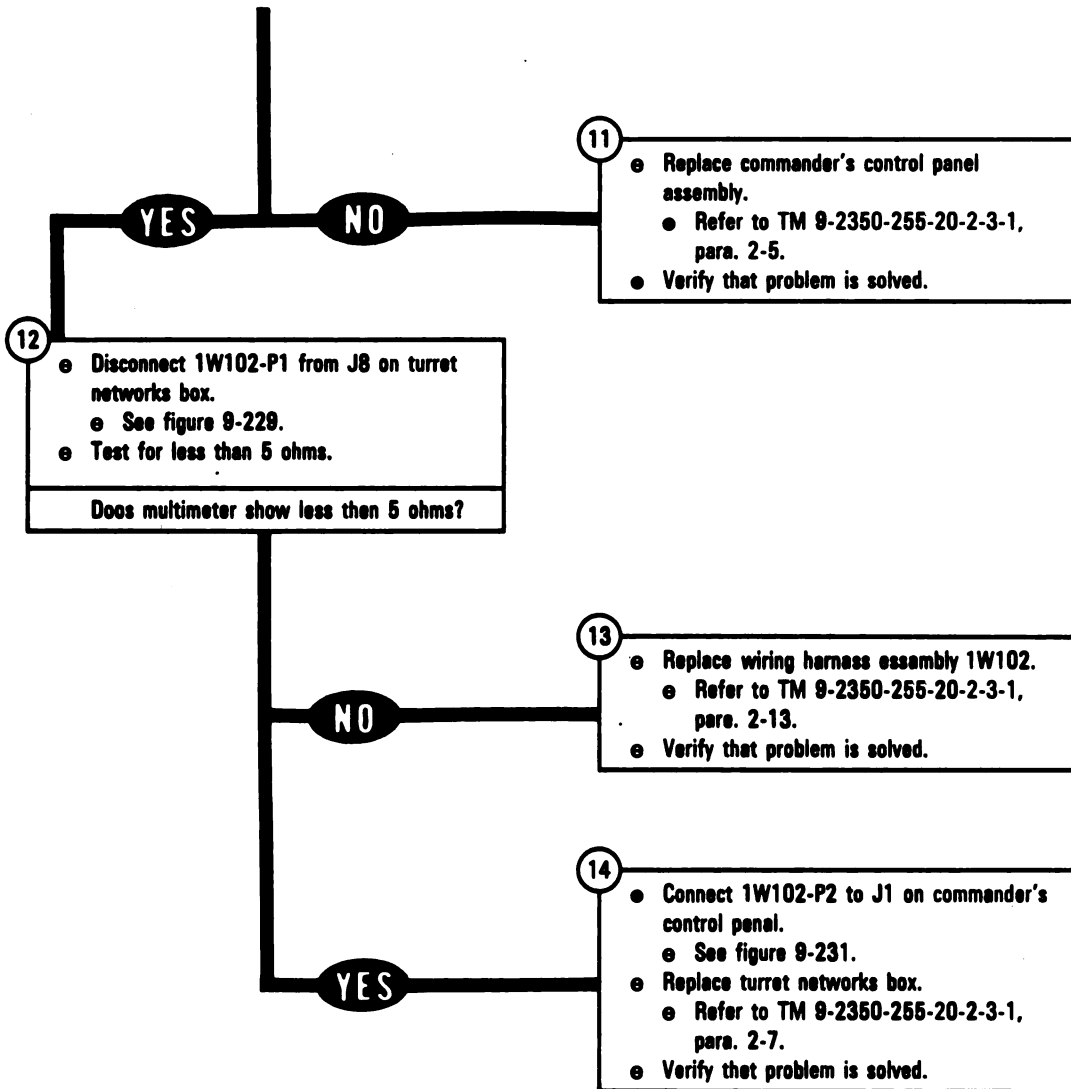 11
● Replace commander's control panel
assembly.
● Refer to TM 9-2350-255-20-2-3-1,
para. 2-5.
● Verify that problem is solved.
YES
NO
12
● Disconnect 1W102-P1 from J8 on turret
networks box.
● See figure 9-229.
● Test for less than 5 ohms.
Doos multimeter show less then 5 ohms?
13
● Replace wiring harness essambly 1W102.
● Refer to TM 9-2350-255-20-2-3-1,
pare. 2-13.
● Verify that problem is solved.
NO
14
● Connect 1W102-P2 to J1 on commander's
control penal.
● See figure 9-231.
● Replace turret networks box.
● Refer to TM 9-2350-255-20-2-3-1,
para. 2-7.
● Verify thet problem is solved.
YES